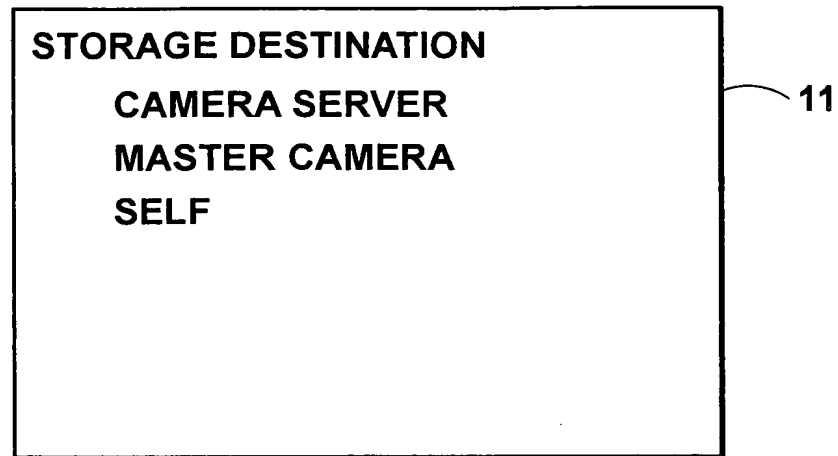 STORAGE DESTINATION
CAMERA SERVER
MASTER CAMERA
SELF
11